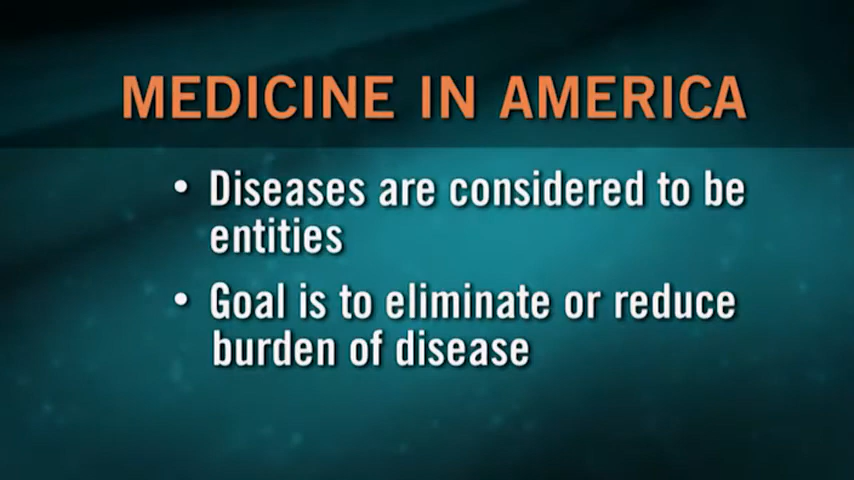 MEDICINE IN AMERICA
• Diseases are considered to be
entities
• Goal is to eliminate or reduce
burden of disease